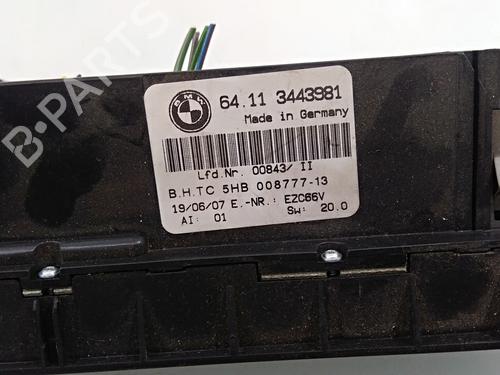 BMW
64.11 3443981
Made in Germany
Lfd.Nr. 00843/ II
B.H.TC 5HB 008777-13
19/06/07 E.-NR.: EZC66V
AI: 01 SW: 20.0
B-PARTS